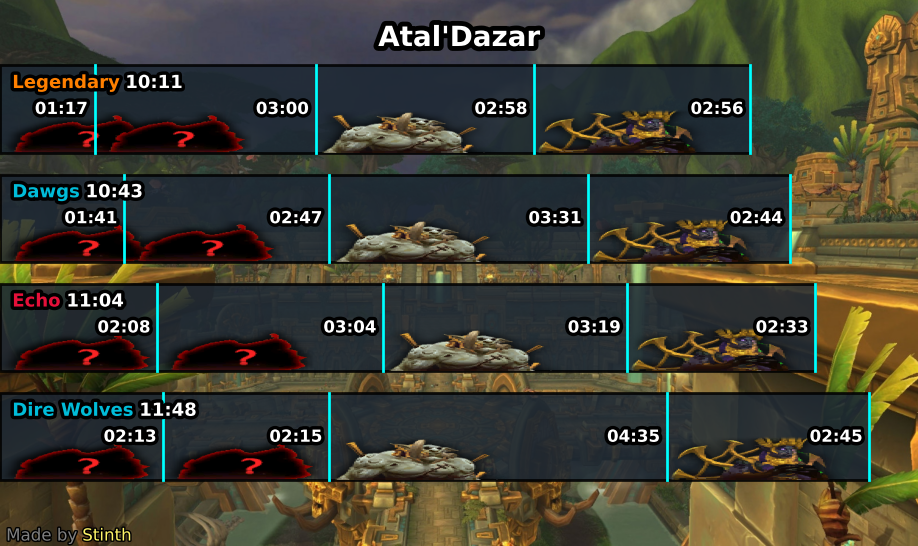 Atal'Dazar
Legendary 10:11
01:17 03:00 02:58 02:56
? ?
Dawgs 10:43
01:41 02:47 03:31 02:44
? ?
Echo 11:04
02:08 03:04 03:19 02:33
? ?
Dire Wolves 11:48
02:13 02:15 04:35 02:45
? ?
Made by Stinth